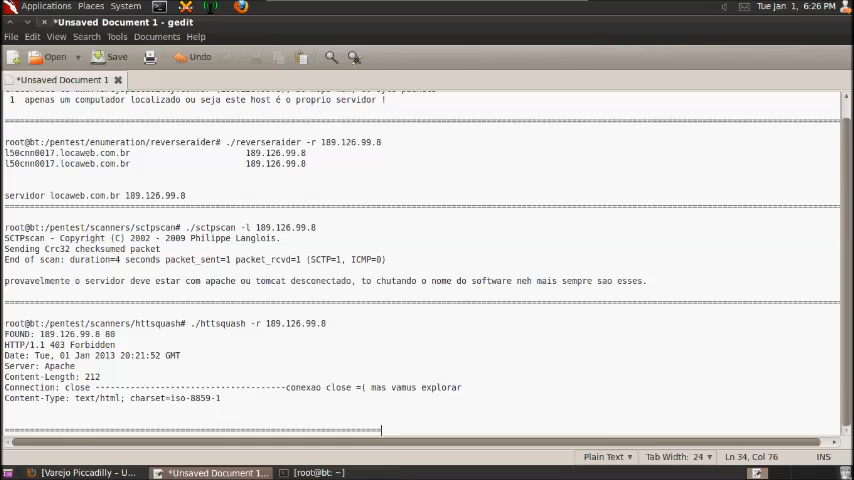 Applications Places System
Tue Jan 1, 6:26 PM
*Unsaved Document 1 - gedit
File Edit View Search Tools Documents Help
Open Save Undo
*Unsaved Document 1
1 apenas um computador localizado ou seja este host é o proprio servidor !
================================================================================
root@bt:/pentest/enumeration/reverseraider# ./reverseraider -r 189.126.99.8
l50cnn0017.locaweb.com.br 189.126.99.8
l50cnn0017.locaweb.com.br 189.126.99.8
servidor locaweb.com.br 189.126.99.8
================================================================================
root@bt:/pentest/scanners/sctpscan# ./sctpscan -l 189.126.99.8
SCTPscan - Copyright (C) 2002 - 2009 Philippe Langlois.
Sending Crc32 checksumed packet
End of scan: duration=4 seconds packet_sent=1 packet_rcvd=1 (SCTP=1, ICMP=0)
provavelmente o servidor deve estar com apache ou tomcat desconectado, to chutando o nome do software neh mais sempre sao esses.
================================================================================
root@bt:/pentest/scanners/httsquash# ./httsquash -r 189.126.99.8
FOUND: 189.126.99.8 80
HTTP/1.1 403 Forbidden
Date: Tue, 01 Jan 2013 20:21:52 GMT
Server: Apache
Content-Length: 212
Connection: close --------------------------------------conexao close =( mas vamus explorar
Content-Type: text/html; charset=iso-8859-1
===========================================================================
Plain Text Tab Width: 24 Ln 34, Col 76 INS
[Varejo Piccadilly – U... *Unsaved Document 1... [root@bt: ~]